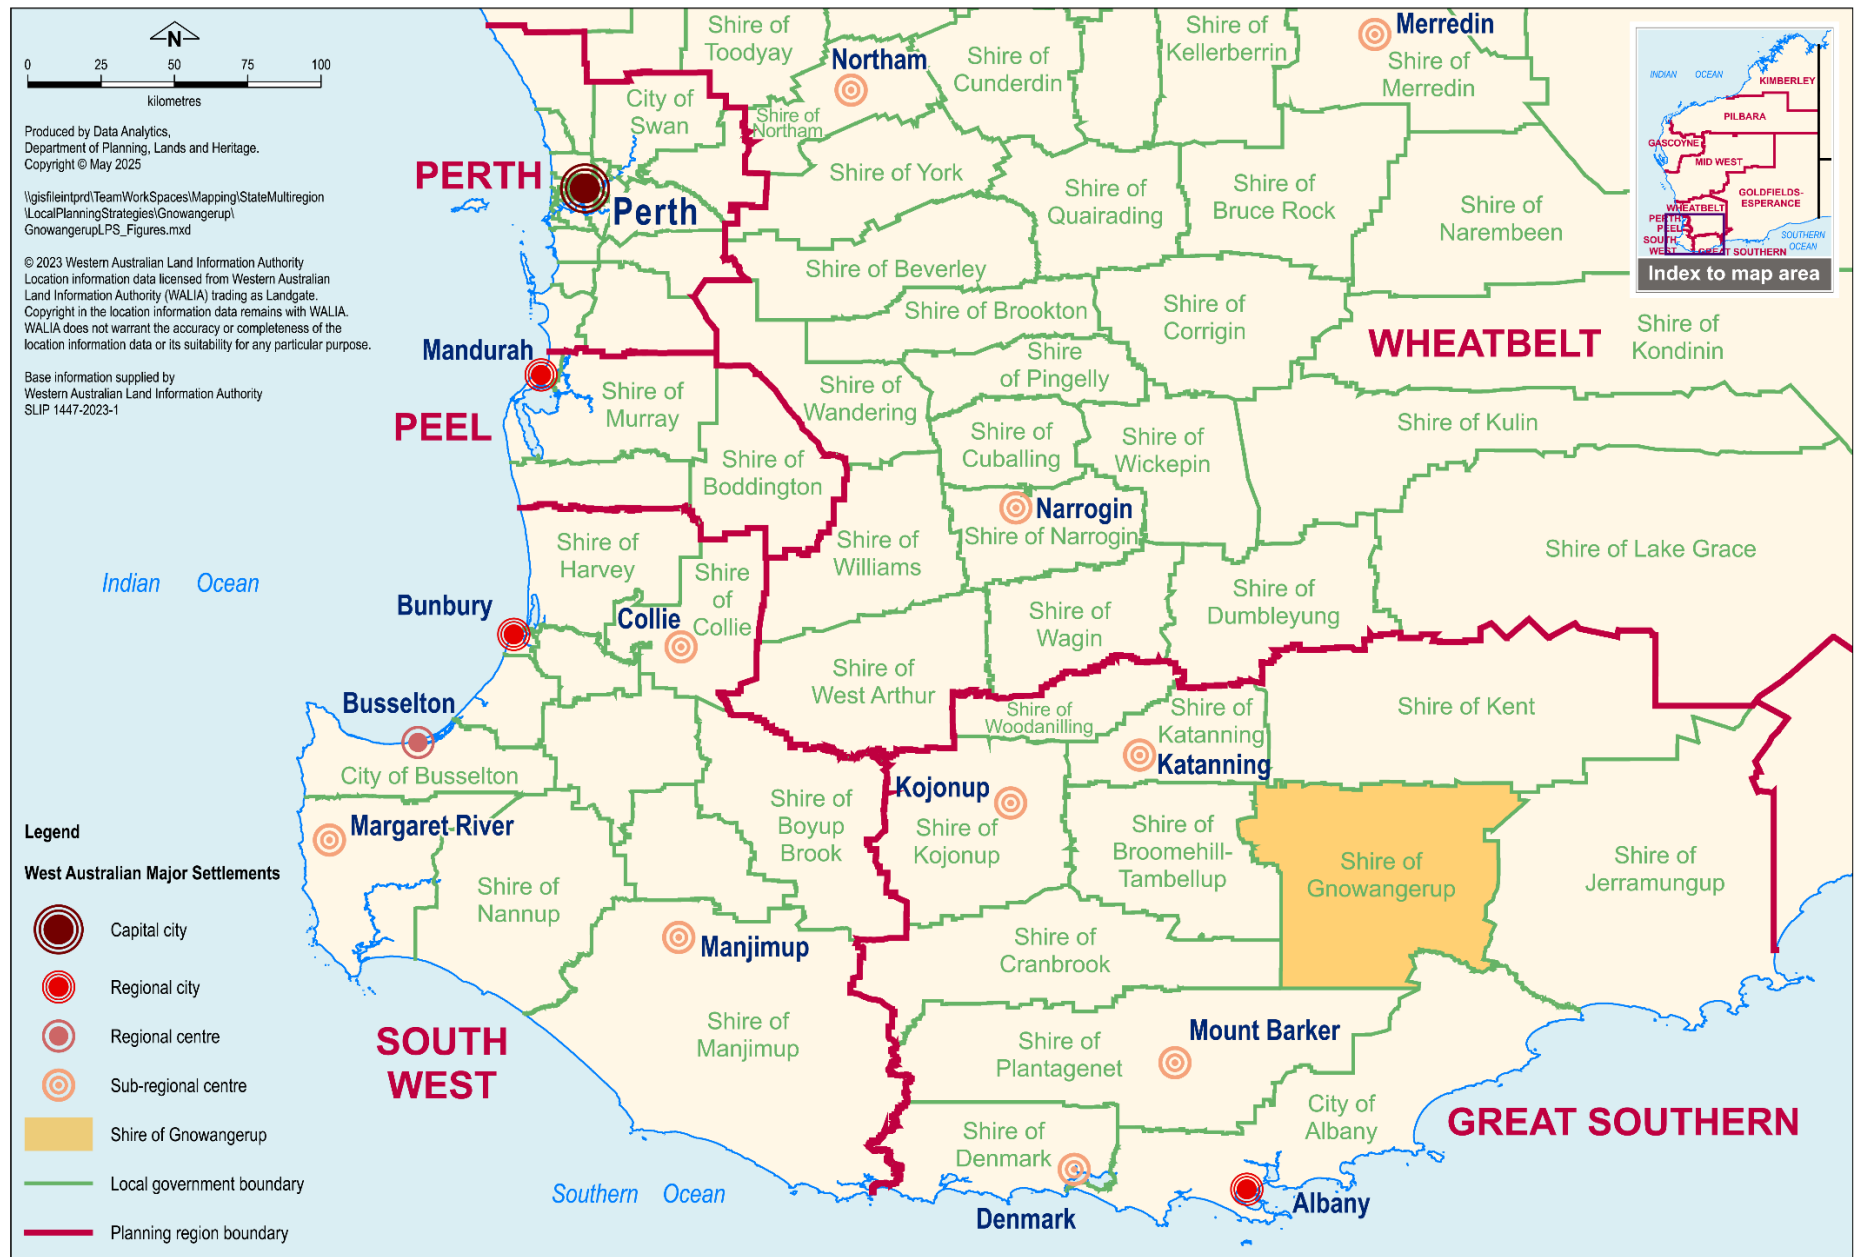 N
0 25 50 75 100
kilometres
Produced by Data Analytics,
Department of Planning, Lands and Heritage.
Copyright © May 2025
\\gisfileintprd\TeamWorkSpaces\Mapping\StateMultiregion
\LocalPlanningStrategies\Gnowangerup\
GnowangerupLPS_Figures.mxd
© 2023 Western Australian Land Information Authority
Location information data licensed from Western Australian
Land Information Authority (WALIA) trading as Landgate.
Copyright in the location information data remains with WALIA.
WALIA does not warrant the accuracy or completeness of the
location information data or its suitability for any particular purpose.
Base information supplied by
Western Australian Land Information Authority
SLIP 1447-2023-1
Shire of
Toodyay
Northam
Shire of
Northam
Shire of
Cunderdin
Shire of
Kellerberrin
Merredin
Shire of
Merredin
City of
Swan
PERTH
Perth
Shire of York
Shire of
Quairading
Shire of
Bruce Rock
Shire of
Narembeen
Shire of Beverley
Shire of Brookton
Shire of
Corrigin
WHEATBELT
Shire of
Kondinin
Mandurah
PEEL
Shire of
Murray
Shire of
Wandering
Shire
of Pingelly
Shire of
Cuballing
Shire of
Wickepin
Shire of Kulin
Shire of
Boddington
Narrogin
Shire of Narrogin
Shire of
Williams
Shire of Lake Grace
Shire of
Harvey
Shire
of
Collie
Collie
Bunbury
Indian Ocean
Shire of
Wagin
Shire of
Dumbleyung
Shire of
West Arthur
Busselton
City of Busselton
Shire of
Woodanilling
Shire of
Katanning
Katanning
Shire of Kent
Kojonup
Shire of
Kojonup
Shire of
Boyup
Brook
Margaret River
Shire of
Nannup
Shire of
Broomehill-
Tambellup
Shire of
Gnowangerup
Shire of
Jerramungup
Manjimup
Shire of
Manjimup
Shire of
Cranbrook
SOUTH
WEST
Mount Barker
Shire of
Plantagenet
City of
Albany
GREAT SOUTHERN
Shire of
Denmark
Denmark
Albany
Southern Ocean
INDIAN OCEAN
KIMBERLEY
PILBARA
GASCOYNE
MID WEST
GOLDFIELDS-
ESPERANCE
WHEATBELT
PERTH
PEEL
SOUTH
WEST
GREAT SOUTHERN
SOUTHERN
OCEAN
Index to map area
Legend
West Australian Major Settlements
Capital city
Regional city
Regional centre
Sub-regional centre
Shire of Gnowangerup
Local government boundary
Planning region boundary